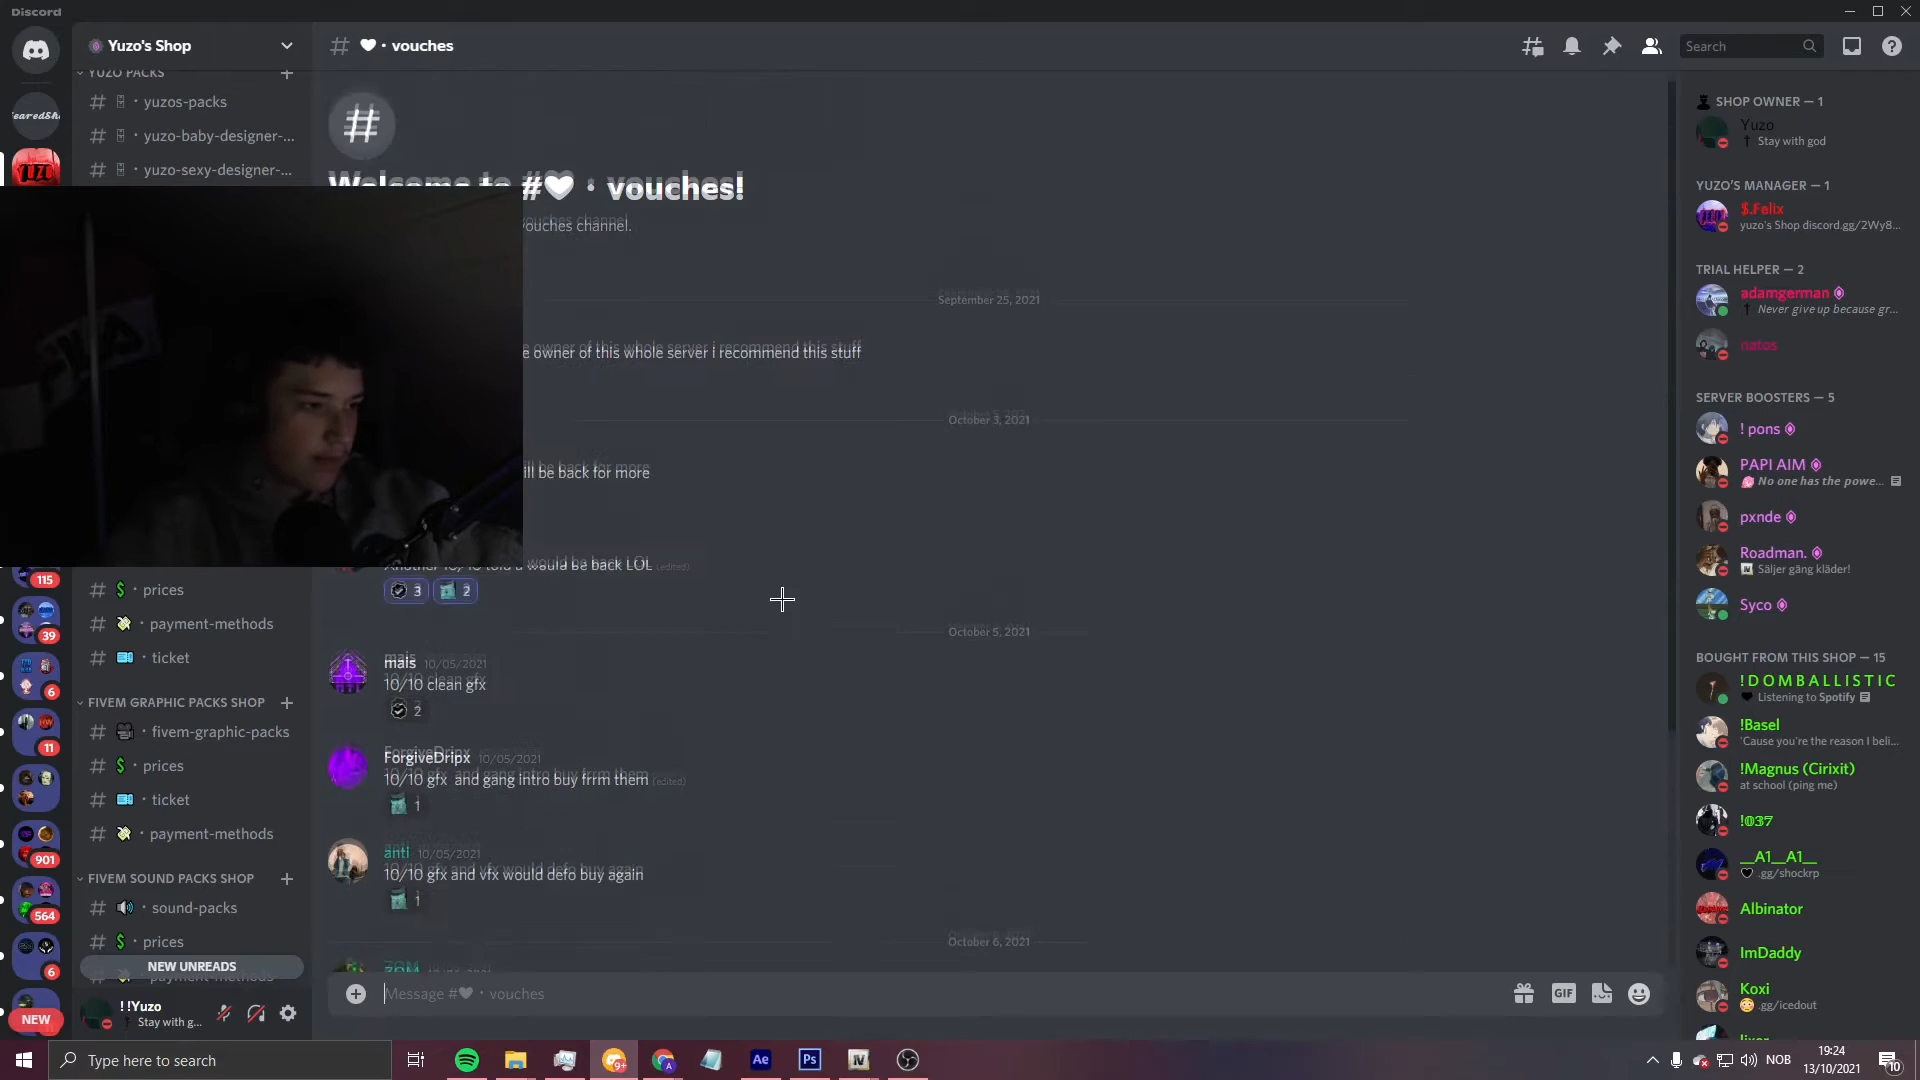 Discord
Yuzo's Shop
YUZO PACKS
yuzos-packs
yuzo-baby-designer-...
yuzo-sexy-designer-...
115
39
6
11
901
564
6
NEW
prices
payment-methods
ticket
FIVEM GRAPHIC PACKS SHOP
fivem-graphic-packs
prices
ticket
payment-methods
FIVEM SOUND PACKS SHOP
sound-packs
prices
NEW UNREADS
payment-methods
!!Yuzo
Stay with g...
# 🤍・vouches
Search
Welcome to #🤍・vouches!
vouches channel.
September 25, 2021
e owner of this whole server i recommend this stuff
October 3, 2021
ill be back for more
would be back LOL (edited)
3 2
October 5, 2021
mais 10/05/2021
10/10 clean gfx
2
ForgiveDripx 10/05/2021
10/10 gfx and gang intro buy frrm them (edited)
1
anti 10/05/2021
10/10 gfx and vfx would defo buy again
1
October 6, 2021
Message #🤍・vouches
GIF
SHOP OWNER — 1
Yuzo
Stay with god
YUZO'S MANAGER — 1
$.Felix
yuzo's Shop discord.gg/2Wy8...
TRIAL HELPER — 2
adamgerman
Never give up because gr...
natos
SERVER BOOSTERS — 5
! pons
PAPI AIM
No one has the powe...
pxnde
Roadman.
Säljer gäng kläder!
Syco
BOUGHT FROM THIS SHOP — 15
!D O M B A L L I S T I C
Listening to Spotify
!Basel
'Cause you're the reason I beli...
!Magnus (Cirixit)
at school (ping me)
!037
__A1__A1__
.gg/shockrp
Albinator
ImDaddy
Koxi
.gg/icedout
Type here to search
9+
Ae
Ps
NOB
19:24
13/10/2021
10